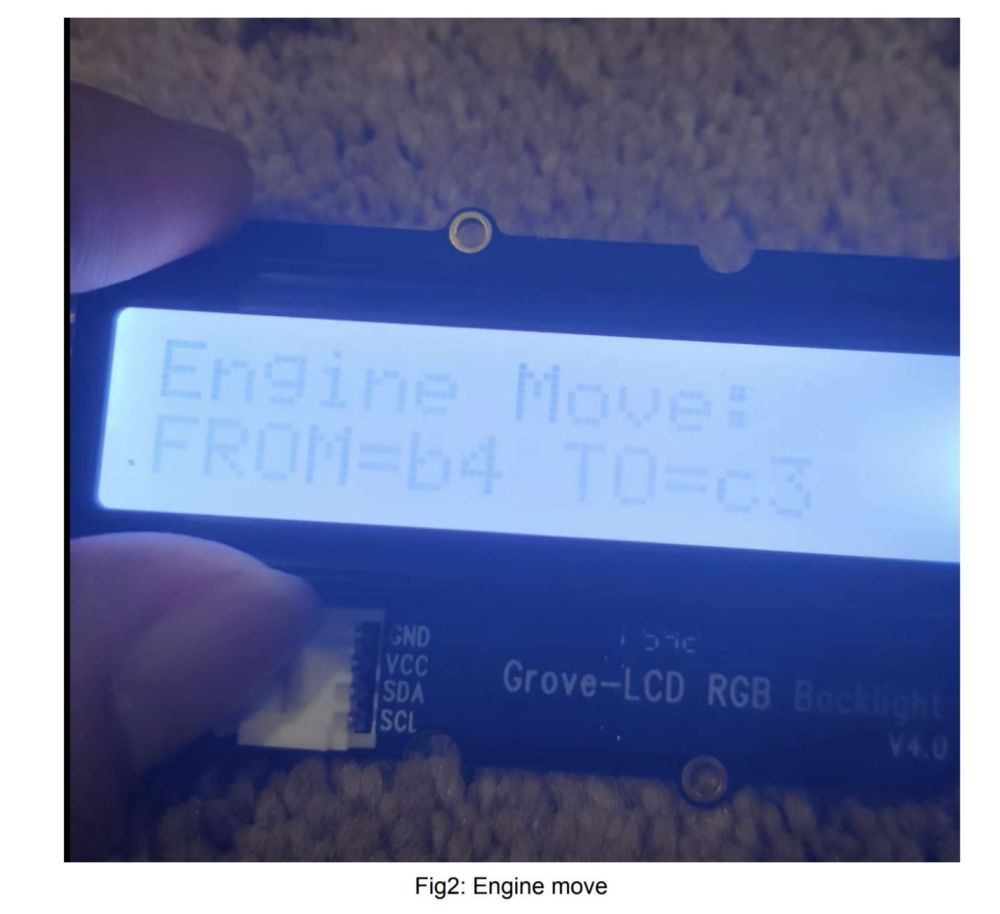 Engine Move:
FROM=b4 TO=c3
GND
VCC
SDA
SCL
Grove-LCD RGB Backlight
V4.0
Fig2: Engine move